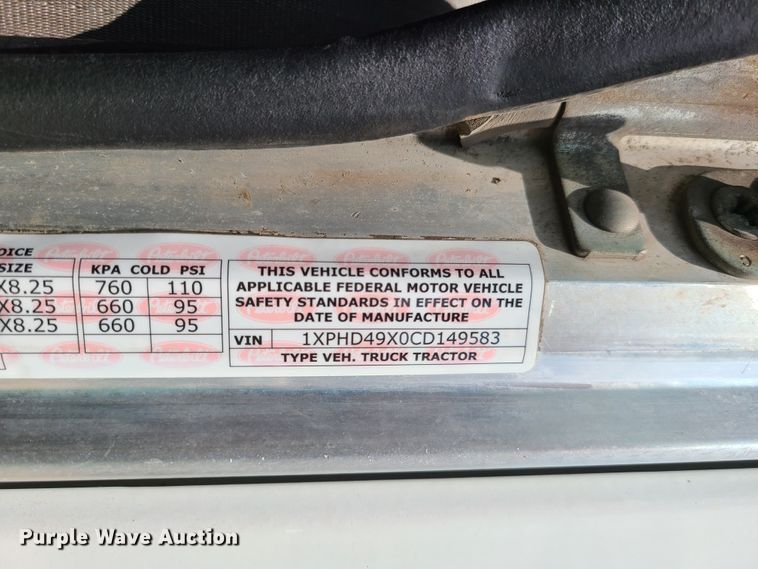 OICE
SIZE KPA COLD PSI
X8.25 760 110
X8.25 660 95
X8.25 660 95
THIS VEHICLE CONFORMS TO ALL
APPLICABLE FEDERAL MOTOR VEHICLE
SAFETY STANDARDS IN EFFECT ON THE
DATE OF MANUFACTURE
VIN 1XPHD49X0CD149583
TYPE VEH. TRUCK TRACTOR
Peterbilt
Purple Wave Auction